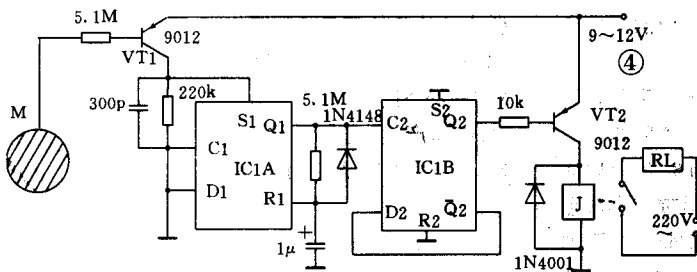 5.1M
VT1
9012
9～12V
④
M
300p
220k
S1
Q1
C1
IC1A
D1
R1
5.1M
1N4148
1μ
+
S2
C2
Q2
IC1B
D2
R2
Q̄2
10k
VT2
9012
J
1N4001
RL
220V
～